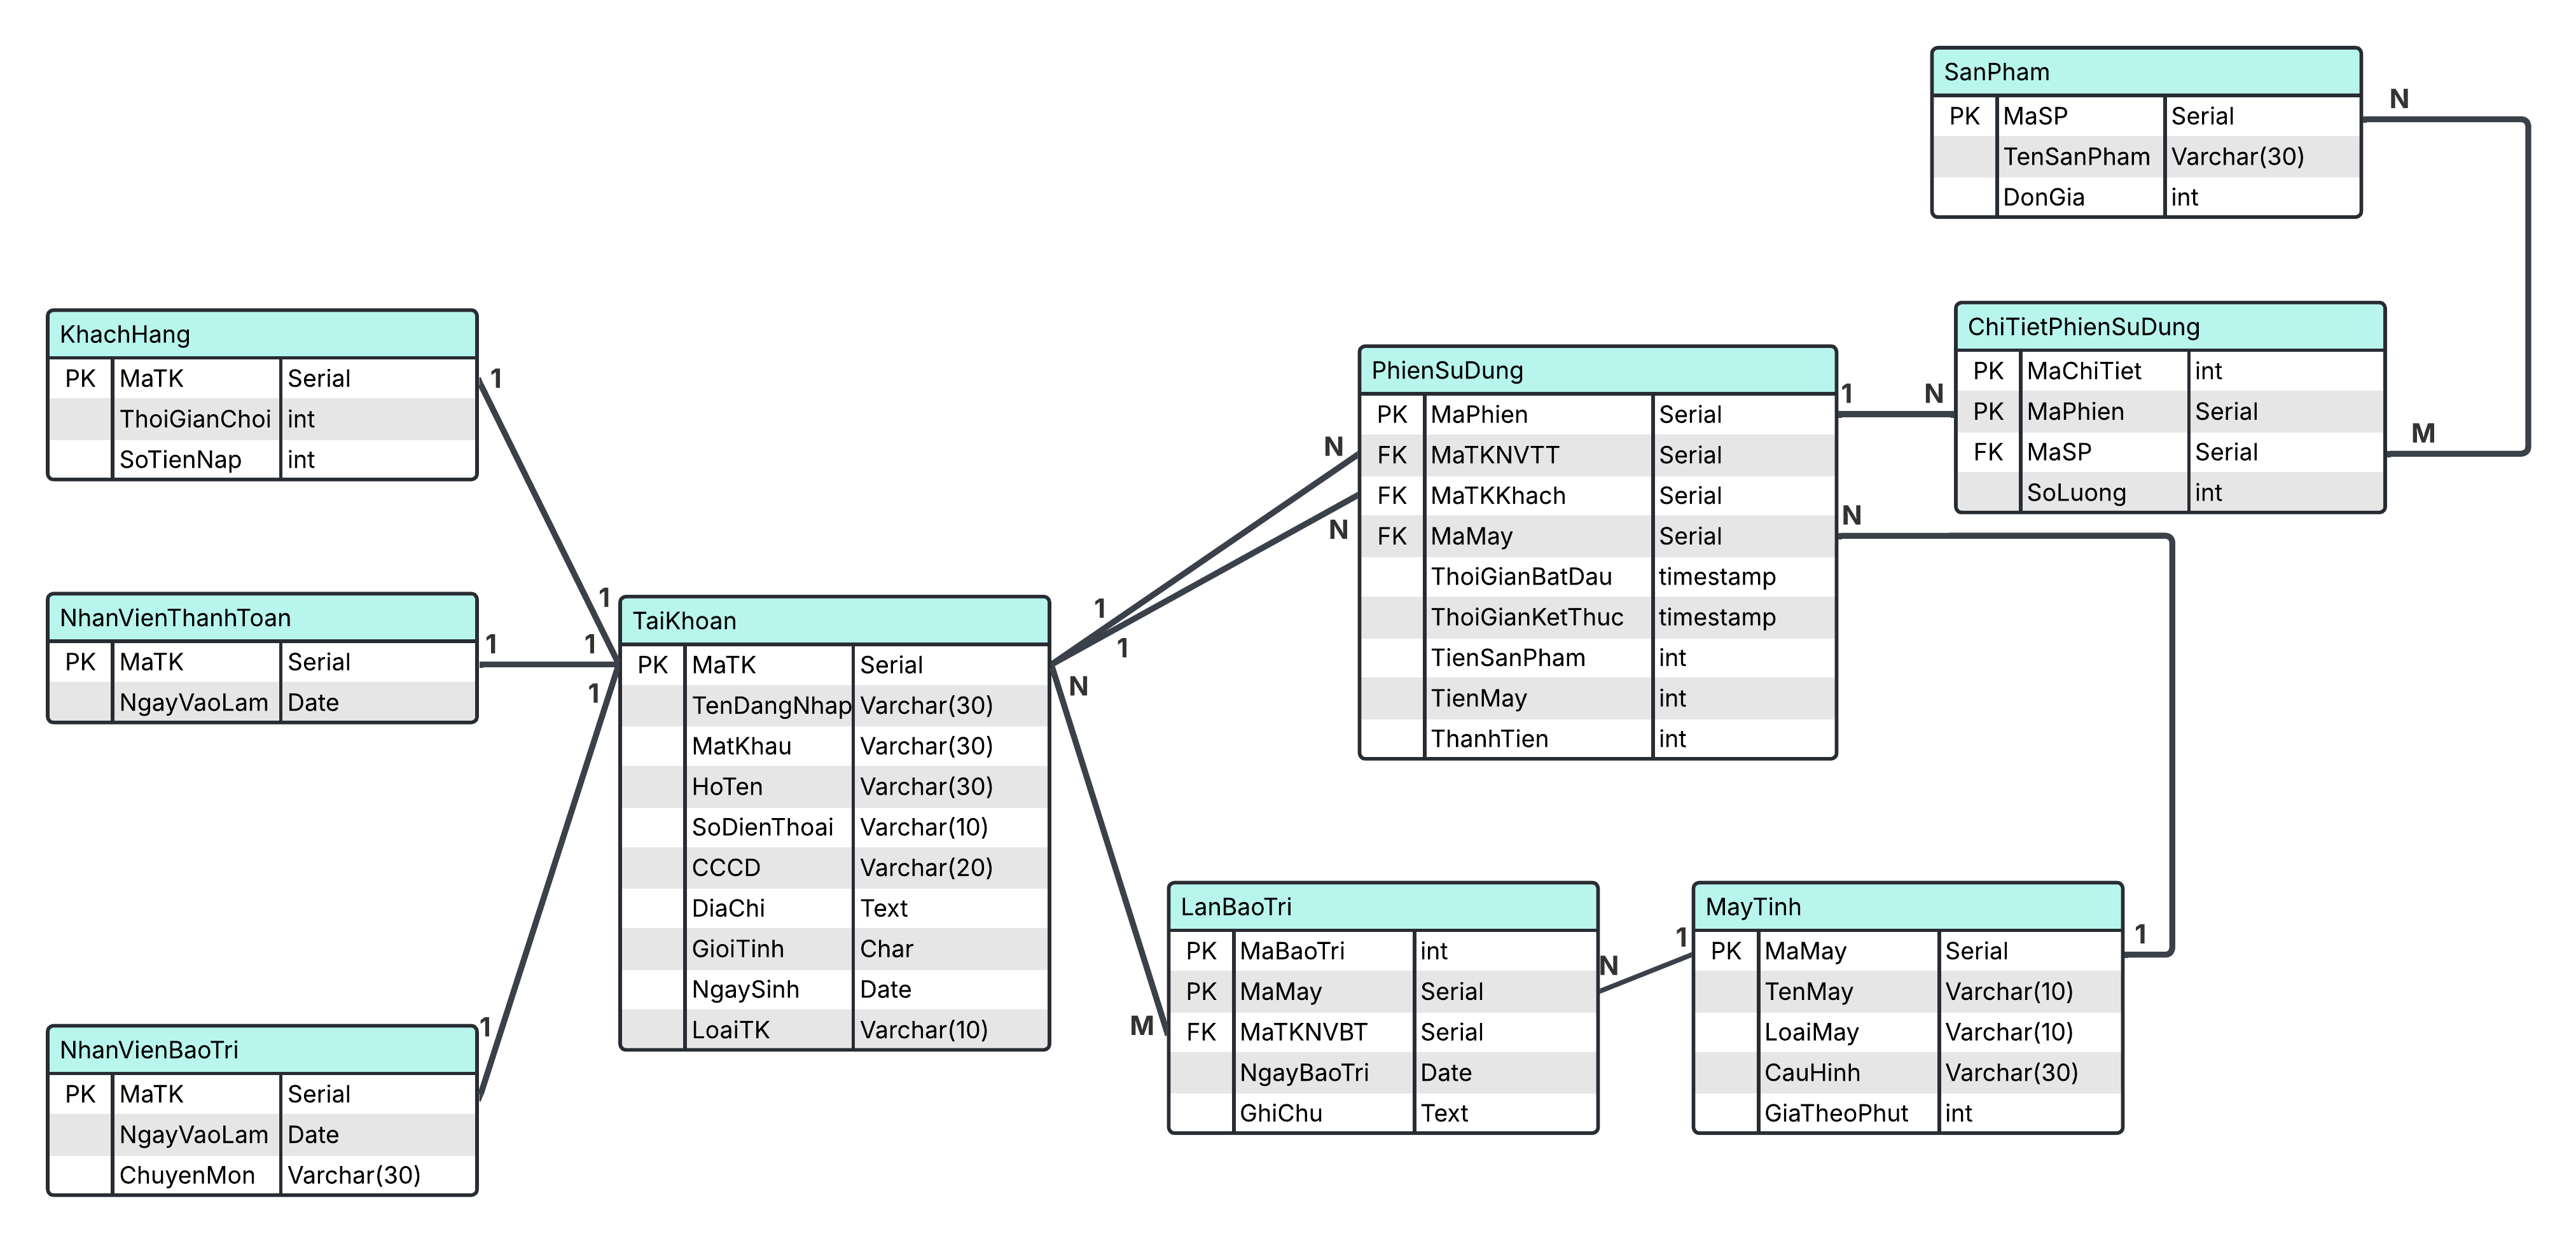 SanPham
PK MaSP Serial
TenSanPham Varchar(30)
DonGia int
N
M
KhachHang
PK MaTK Serial
ThoiGianChoi int
SoTienNap int
1
1
NhanVienThanhToan
PK MaTK Serial
NgayVaoLam Date
1
1
NhanVienBaoTri
PK MaTK Serial
NgayVaoLam Date
ChuyenMon Varchar(30)
1
1
TaiKhoan
PK MaTK Serial
TenDangNhap Varchar(30)
MatKhau Varchar(30)
HoTen Varchar(30)
SoDienThoai Varchar(10)
CCCD Varchar(20)
DiaChi Text
GioiTinh Char
NgaySinh Date
LoaiTK Varchar(10)
1
1
N
N
N
M
PhienSuDung
PK MaPhien Serial
FK MaTKNVTT Serial
FK MaTKKhach Serial
FK MaMay Serial
ThoiGianBatDau timestamp
ThoiGianKetThuc timestamp
TienSanPham int
TienMay int
ThanhTien int
1
N
N
1
ChiTietPhienSuDung
PK MaChiTiet int
PK MaPhien Serial
FK MaSP Serial
SoLuong int
LanBaoTri
PK MaBaoTri int
PK MaMay Serial
FK MaTKNVBT Serial
NgayBaoTri Date
GhiChu Text
N
1
MayTinh
PK MaMay Serial
TenMay Varchar(10)
LoaiMay Varchar(10)
CauHinh Varchar(30)
GiaTheoPhut int